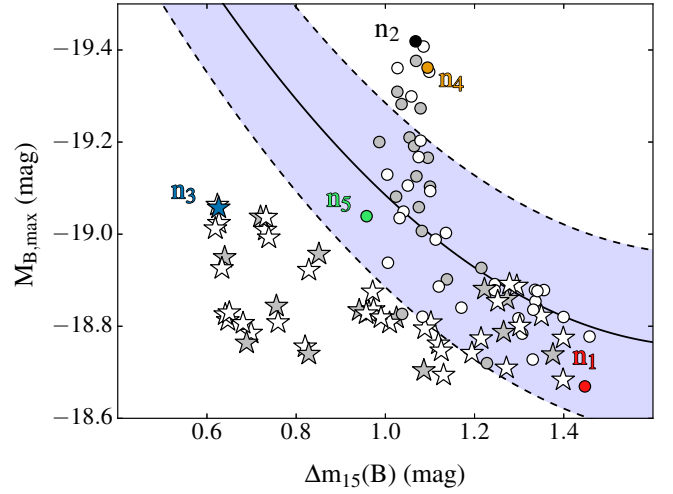 −19.4
−19.2
−19.0
−18.8
−18.6
M_B,max (mag)
n₂
n₄
n₃
n₅
n₁
0.6 0.8 1.0 1.2 1.4
Δm₁₅(B) (mag)